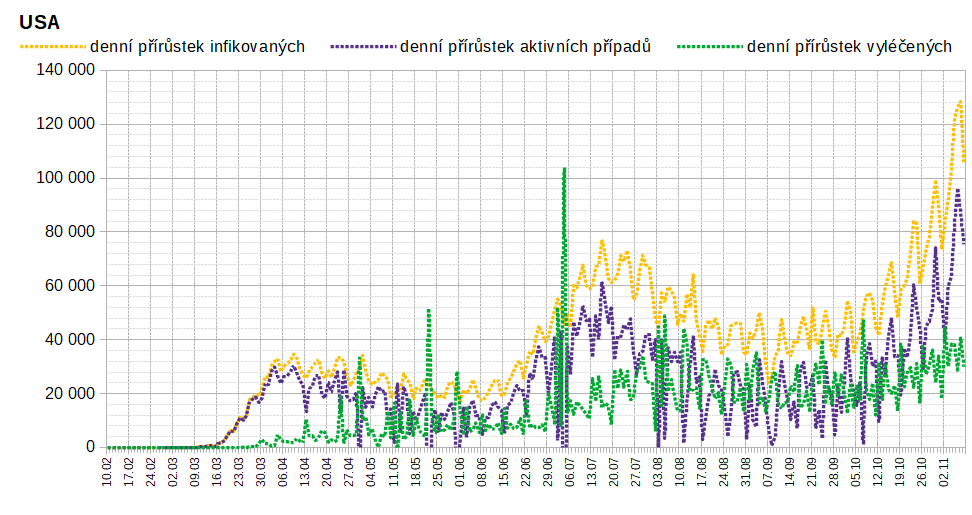 USA
denní přírůstek infikovaných denní přírůstek aktivních případů denní přírůstek vyléčených
140 000
120 000
100 000
80 000
60 000
40 000
20 000
0
10.02 17.02 24.02 02.03 09.03 16.03 23.03 30.03 06.04 13.04 20.04 27.04 04.05 11.05 18.05 25.05 01.06 08.06 15.06 22.06 29.06 06.07 13.07 20.07 27.07 03.08 10.08 17.08 24.08 31.08 07.09 14.09 21.09 28.09 05.10 12.10 19.10 26.10 02.11